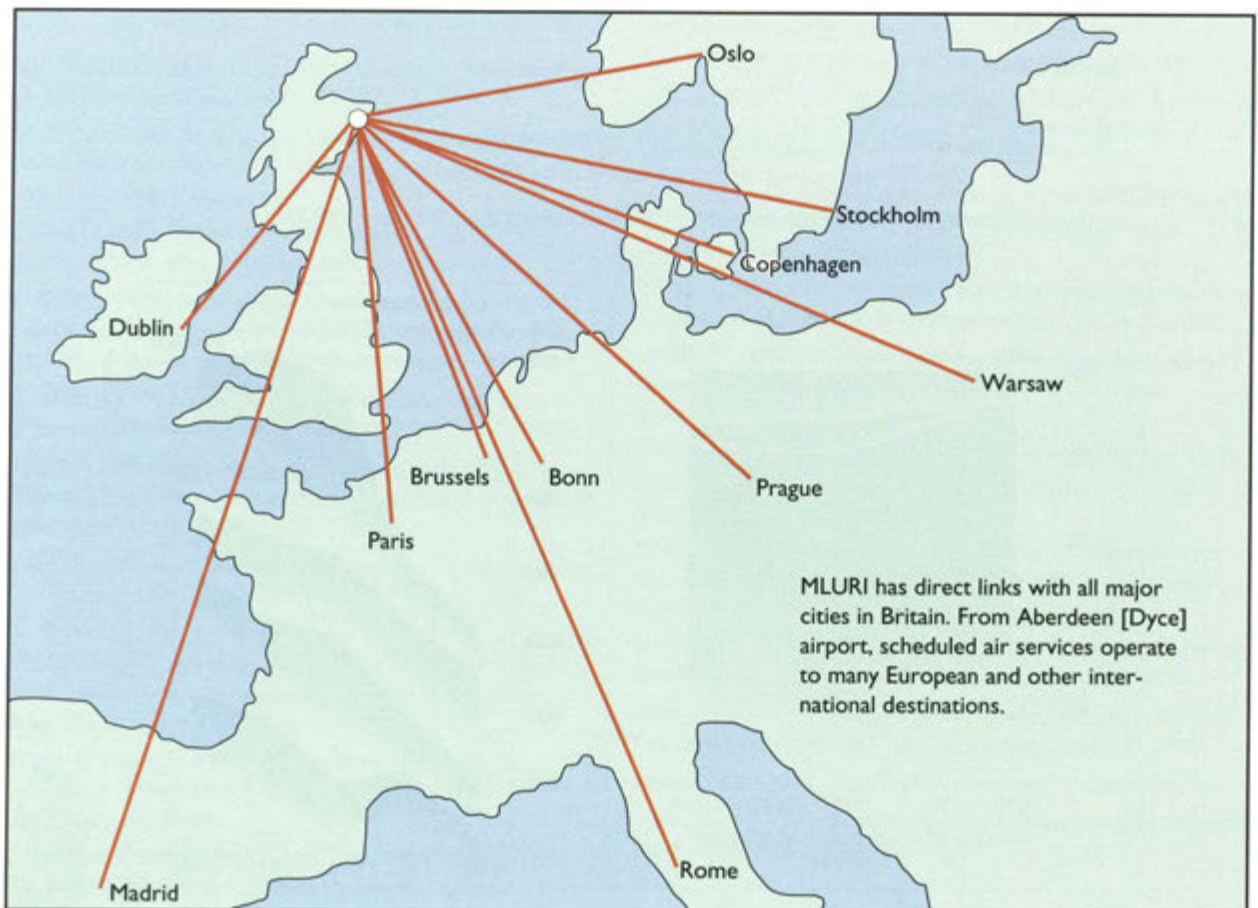 Oslo
Stockholm
Copenhagen
Dublin
Warsaw
Brussels
Bonn
Prague
Paris
MLURI has direct links with all major
cities in Britain. From Aberdeen [Dyce]
airport, scheduled air services operate
to many European and other inter-
national destinations.
Rome
Madrid